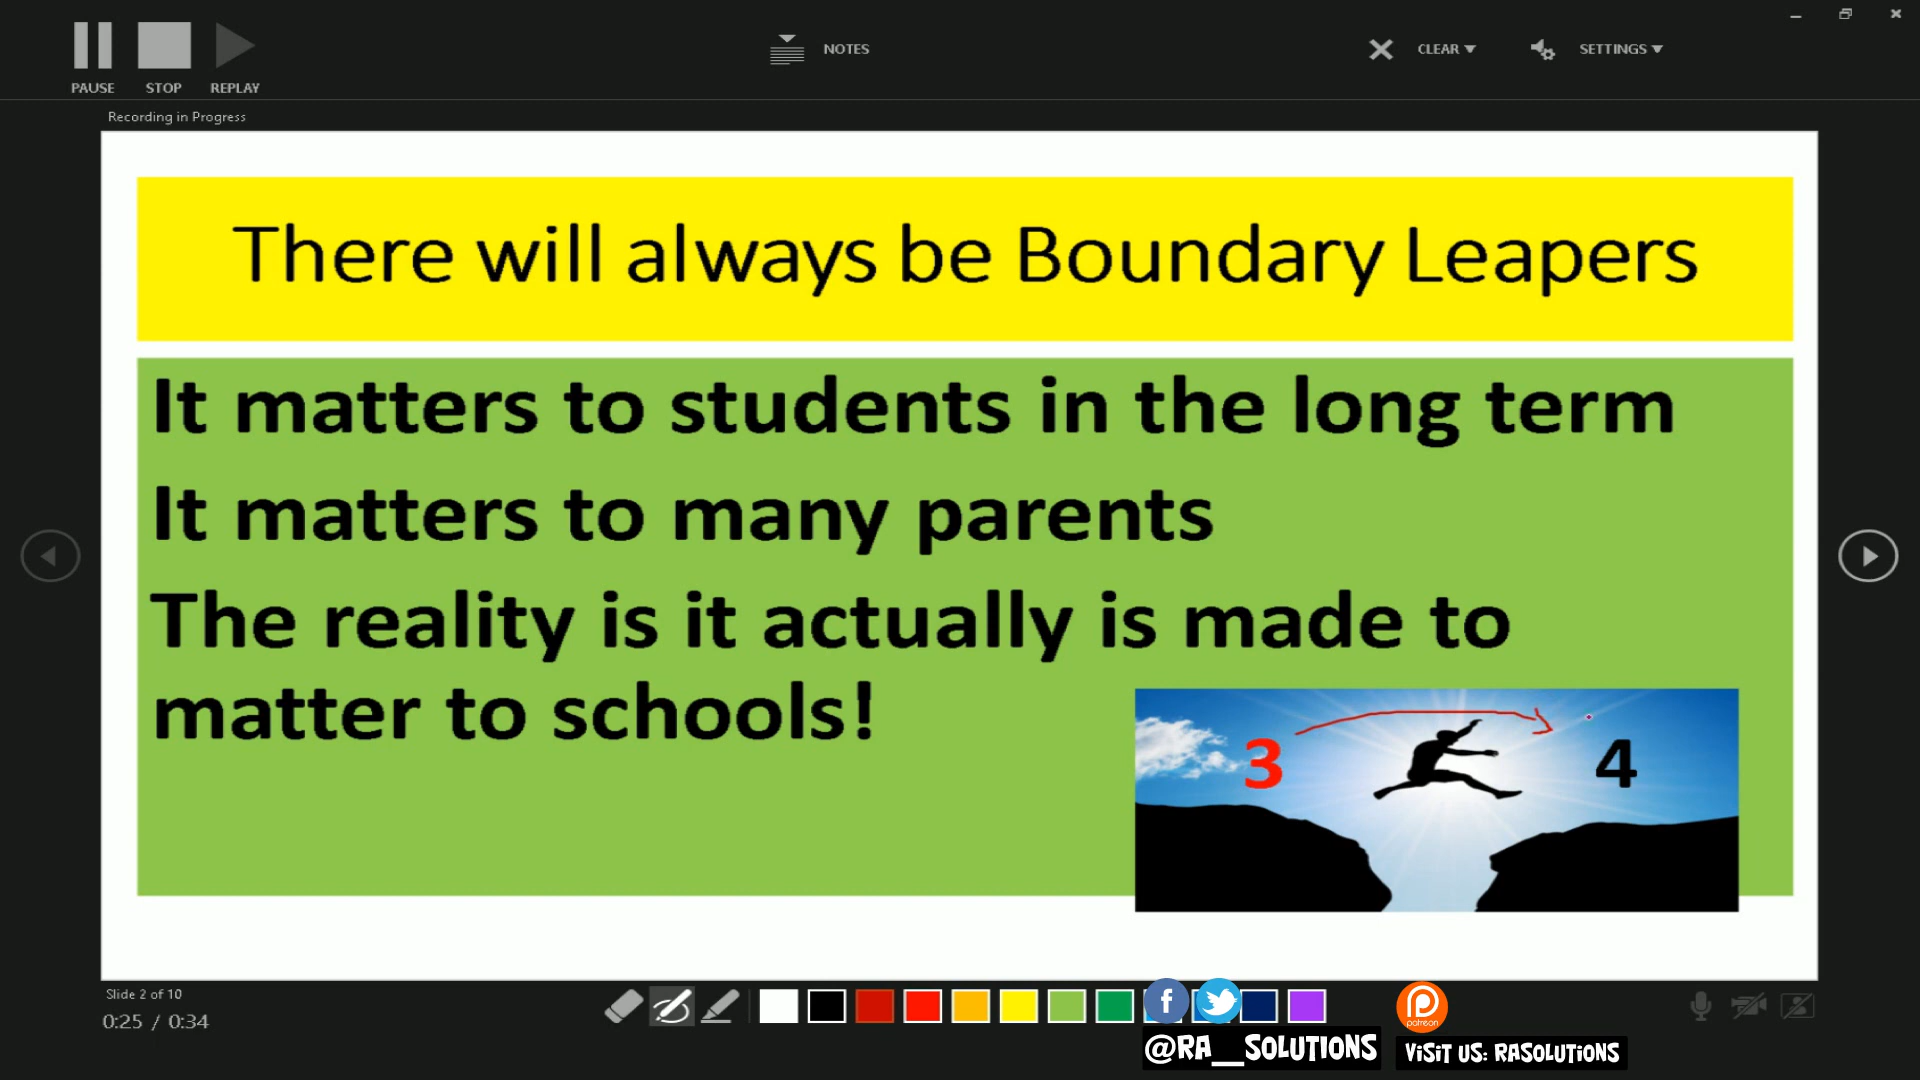 PAUSE
STOP
REPLAY
NOTES
CLEAR
SETTINGS
Recording in Progress
There will always be Boundary Leapers
It matters to students in the long term
It matters to many parents
The reality is it actually is made to
matter to schools!
3
4
Slide 2 of 10
0:25 / 0:34
f
patreon
@RA__SOLUTIONS
VISIT US: RASOLUTIONS